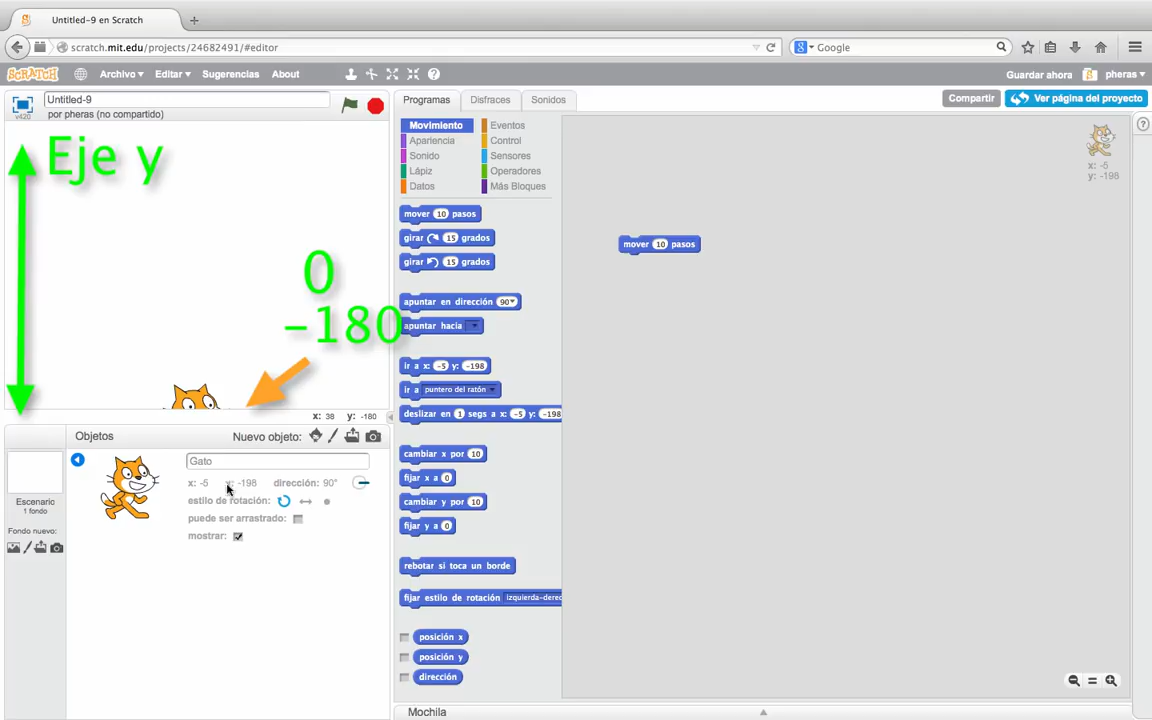 Untitled-9 en Scratch
scratch.mit.edu/projects/24682491/#editor
Google
SCRATCH
Archivo
Editar
Sugerencias
About
Guardar ahora
pheras
Untitled-9
por pheras (no compartido)
v420
Programas
Disfraces
Sonidos
Compartir
Ver página del proyecto
Eje y
0
-180
x: 38 y: -180
Movimiento
Apariencia
Sonido
Lápiz
Datos
Eventos
Control
Sensores
Operadores
Más Bloques
mover 10 pasos
girar 15 grados
girar 15 grados
apuntar en dirección 90
apuntar hacia
ir a x: -5 y: -198
ir a puntero del ratón
deslizar en 1 segs a x: -5 y: -198
cambiar x por 10
fijar x a 0
cambiar y por 10
fijar y a 0
rebotar si toca un borde
fijar estilo de rotación izquierda-derec
posición x
posición y
dirección
mover 10 pasos
x: -5
y: -198
Objetos
Nuevo objeto:
Escenario
1 fondo
Fondo nuevo:
Gato
x: -5 y: -198 dirección: 90°
estilo de rotación:
puede ser arrastrado:
mostrar:
Mochila